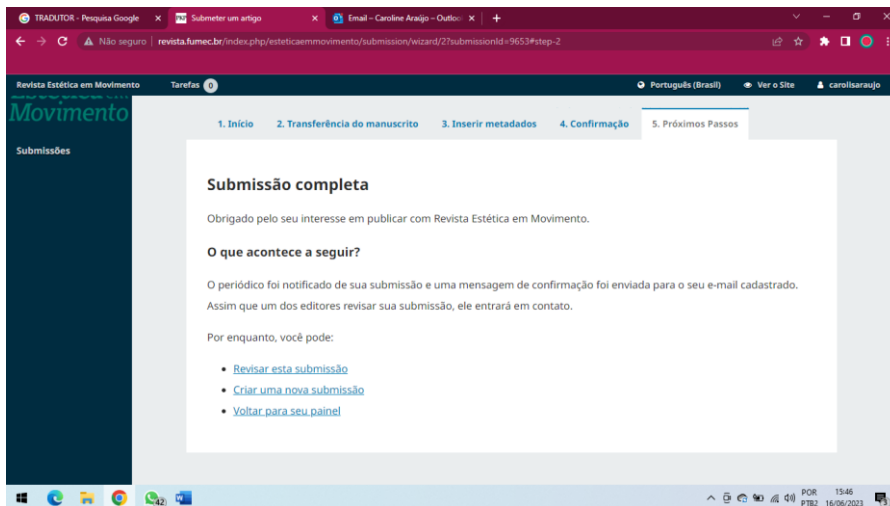 TRADUTOR - Pesquisa Google
PKP Submeter um artigo
Email – Caroline Araújo – Outloo
Não seguro | revista.fumec.br/index.php/esteticaemmovimento/submission/wizard/2?submissionId=9653#step-2
Revista Estética em Movimento Tarefas 0 Português (Brasil) Ver o Site carolisaraujo
Movimento
Submissões
1. Início 2. Transferência do manuscrito 3. Inserir metadados 4. Confirmação 5. Próximos Passos
Submissão completa
Obrigado pelo seu interesse em publicar com Revista Estética em Movimento.
O que acontece a seguir?
O periódico foi notificado de sua submissão e uma mensagem de confirmação foi enviada para o seu e-mail cadastrado.
Assim que um dos editores revisar sua submissão, ele entrará em contato.
Por enquanto, você pode:
Revisar esta submissão
Criar uma nova submissão
Voltar para seu painel
42
POR 15:46
PTB2 16/06/2023